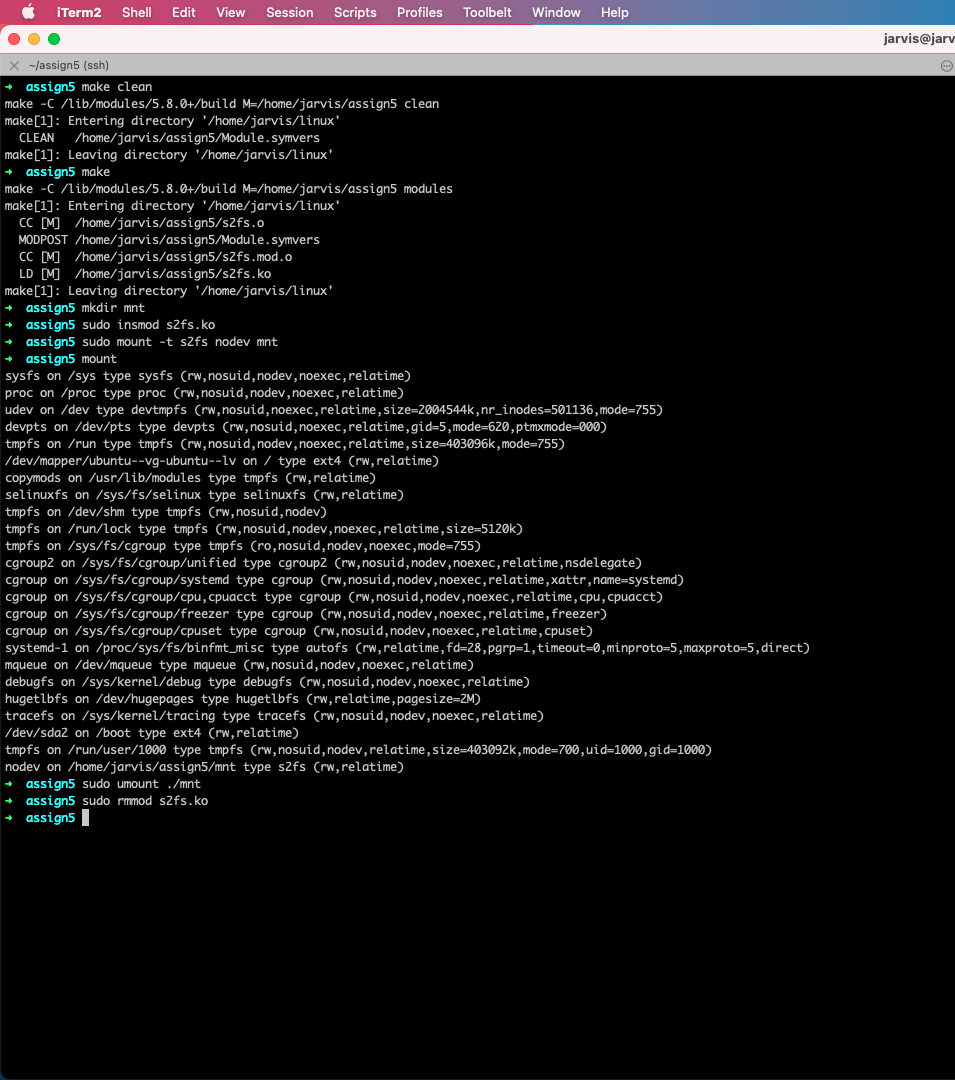 iTerm2 Shell Edit View Session Scripts Profiles Toolbelt Window Help
jarvis@jarv
~/assign5 (ssh)
➜ assign5 make clean
make -C /lib/modules/5.8.0+/build M=/home/jarvis/assign5 clean
make[1]: Entering directory '/home/jarvis/linux'
CLEAN /home/jarvis/assign5/Module.symvers
make[1]: Leaving directory '/home/jarvis/linux'
➜ assign5 make
make -C /lib/modules/5.8.0+/build M=/home/jarvis/assign5 modules
make[1]: Entering directory '/home/jarvis/linux'
CC [M] /home/jarvis/assign5/s2fs.o
MODPOST /home/jarvis/assign5/Module.symvers
CC [M] /home/jarvis/assign5/s2fs.mod.o
LD [M] /home/jarvis/assign5/s2fs.ko
make[1]: Leaving directory '/home/jarvis/linux'
➜ assign5 mkdir mnt
➜ assign5 sudo insmod s2fs.ko
➜ assign5 sudo mount -t s2fs nodev mnt
➜ assign5 mount
sysfs on /sys type sysfs (rw,nosuid,nodev,noexec,relatime)
proc on /proc type proc (rw,nosuid,nodev,noexec,relatime)
udev on /dev type devtmpfs (rw,nosuid,noexec,relatime,size=2004544k,nr_inodes=501136,mode=755)
devpts on /dev/pts type devpts (rw,nosuid,noexec,relatime,gid=5,mode=620,ptmxmode=000)
tmpfs on /run type tmpfs (rw,nosuid,nodev,noexec,relatime,size=403096k,mode=755)
/dev/mapper/ubuntu--vg-ubuntu--lv on / type ext4 (rw,relatime)
copymods on /usr/lib/modules type tmpfs (rw,relatime)
selinuxfs on /sys/fs/selinux type selinuxfs (rw,relatime)
tmpfs on /dev/shm type tmpfs (rw,nosuid,nodev)
tmpfs on /run/lock type tmpfs (rw,nosuid,nodev,noexec,relatime,size=5120k)
tmpfs on /sys/fs/cgroup type tmpfs (ro,nosuid,nodev,noexec,mode=755)
cgroup2 on /sys/fs/cgroup/unified type cgroup2 (rw,nosuid,nodev,noexec,relatime,nsdelegate)
cgroup on /sys/fs/cgroup/systemd type cgroup (rw,nosuid,nodev,noexec,relatime,xattr,name=systemd)
cgroup on /sys/fs/cgroup/cpu,cpuacct type cgroup (rw,nosuid,nodev,noexec,relatime,cpu,cpuacct)
cgroup on /sys/fs/cgroup/freezer type cgroup (rw,nosuid,nodev,noexec,relatime,freezer)
cgroup on /sys/fs/cgroup/cpuset type cgroup (rw,nosuid,nodev,noexec,relatime,cpuset)
systemd-1 on /proc/sys/fs/binfmt_misc type autofs (rw,relatime,fd=28,pgrp=1,timeout=0,minproto=5,maxproto=5,direct)
mqueue on /dev/mqueue type mqueue (rw,nosuid,nodev,noexec,relatime)
debugfs on /sys/kernel/debug type debugfs (rw,nosuid,nodev,noexec,relatime)
hugetlbfs on /dev/hugepages type hugetlbfs (rw,relatime,pagesize=2M)
tracefs on /sys/kernel/tracing type tracefs (rw,nosuid,nodev,noexec,relatime)
/dev/sda2 on /boot type ext4 (rw,relatime)
tmpfs on /run/user/1000 type tmpfs (rw,nosuid,nodev,relatime,size=403092k,mode=700,uid=1000,gid=1000)
nodev on /home/jarvis/assign5/mnt type s2fs (rw,relatime)
➜ assign5 sudo umount ./mnt
➜ assign5 sudo rmmod s2fs.ko
➜ assign5